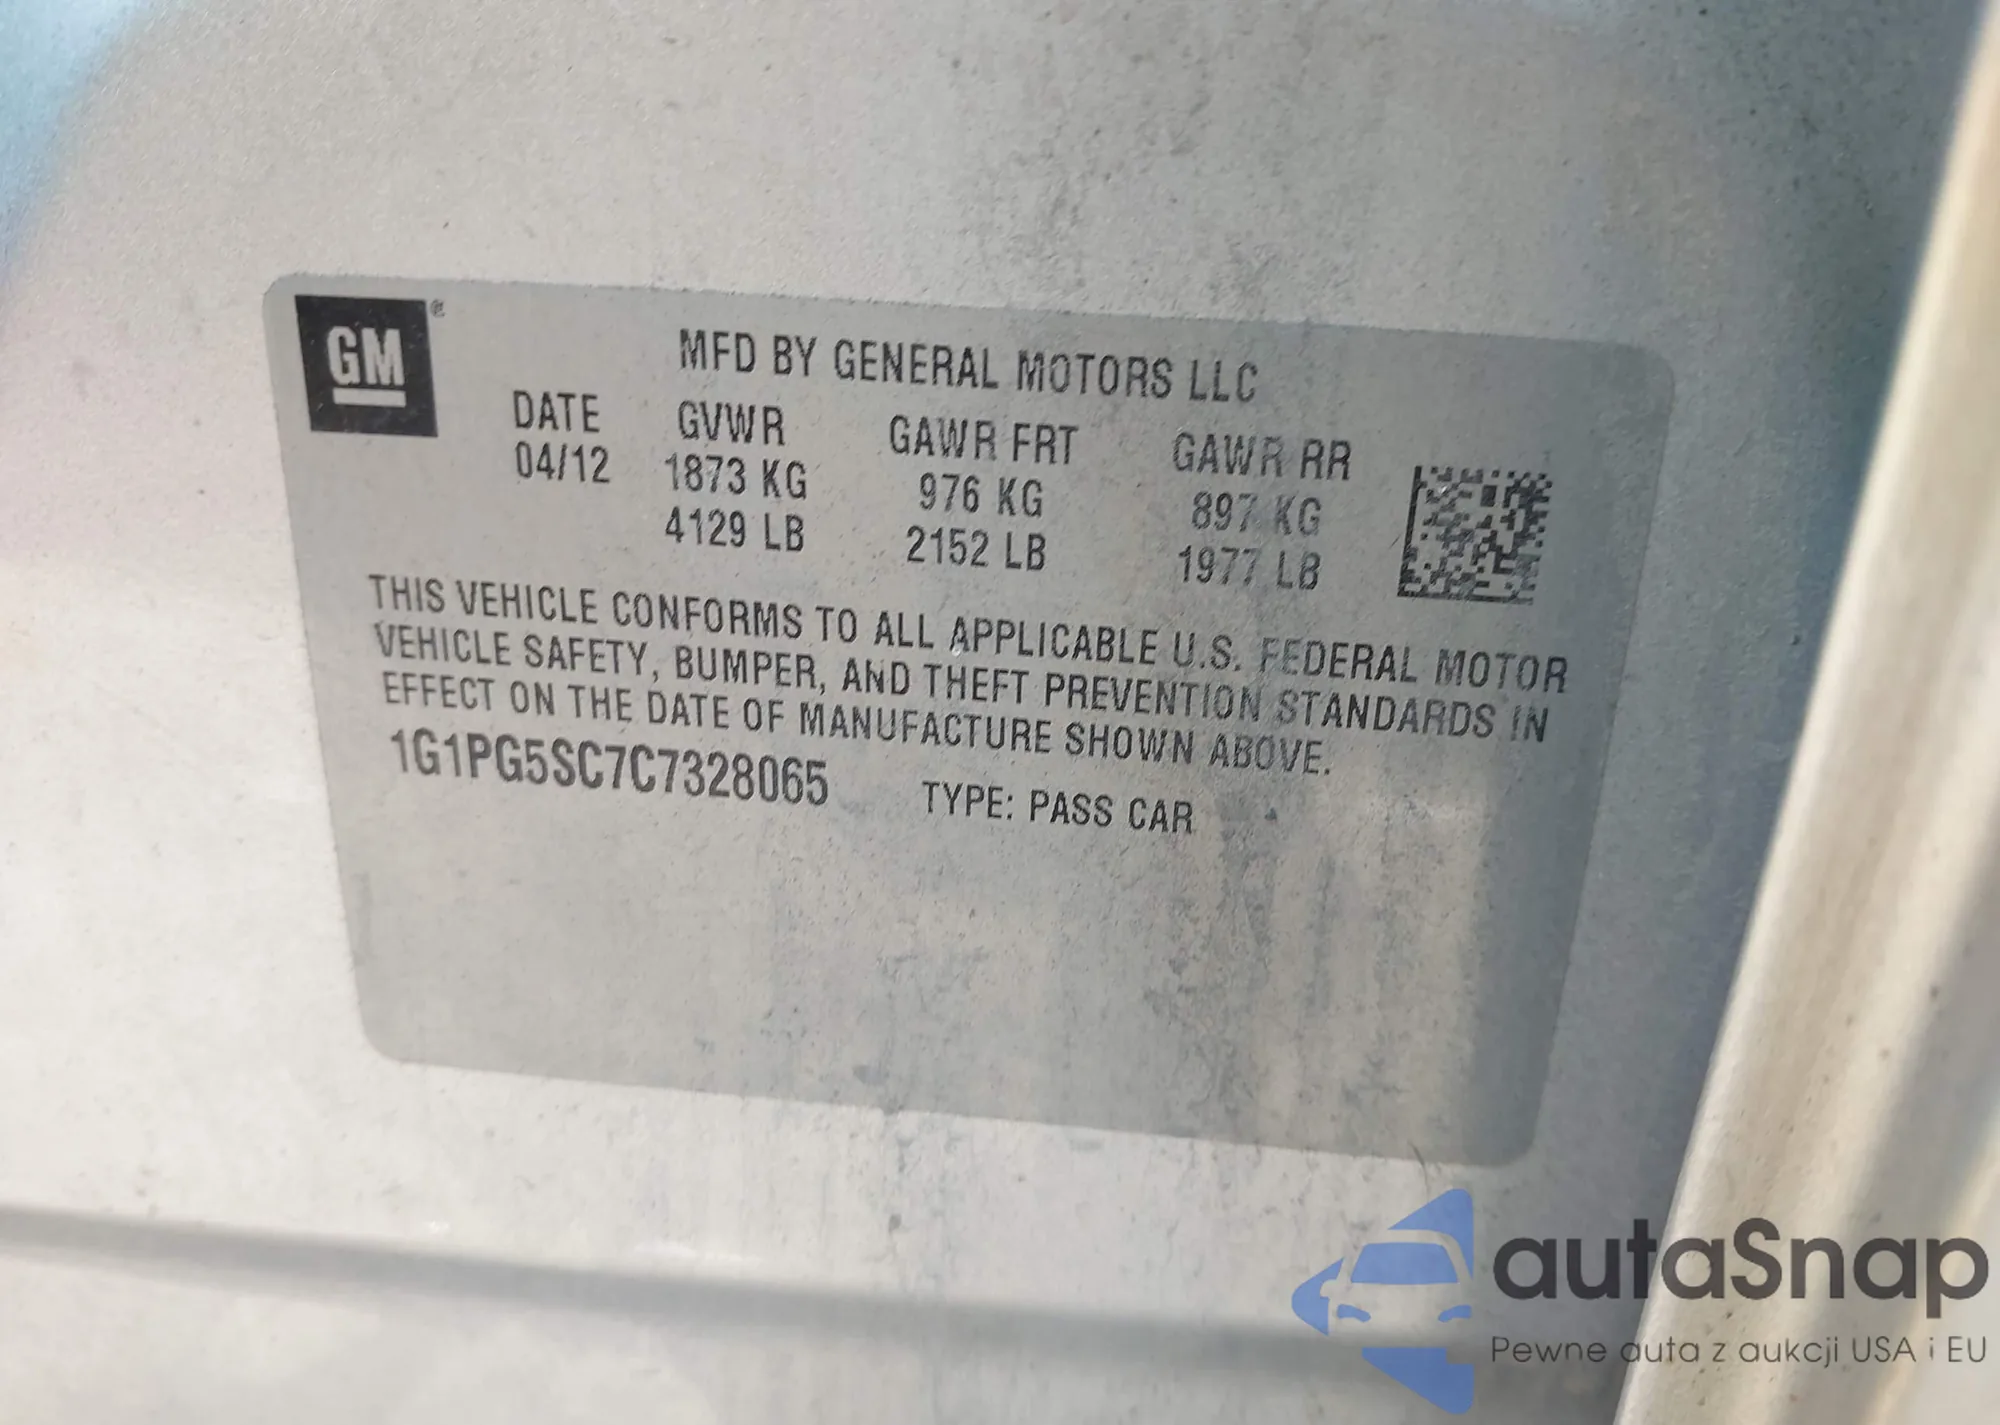 GM ®
MFD BY GENERAL MOTORS LLC
DATE GVWR GAWR FRT GAWR RR
04/12 1873 KG 976 KG 897 KG
4129 LB 2152 LB 1977 LB
THIS VEHICLE CONFORMS TO ALL APPLICABLE U.S. FEDERAL MOTOR
VEHICLE SAFETY, BUMPER, AND THEFT PREVENTION STANDARDS IN
EFFECT ON THE DATE OF MANUFACTURE SHOWN ABOVE.
1G1PG5SC7C7328065 TYPE: PASS CAR
autaSnap
Pewne auta z aukcji USA i EU